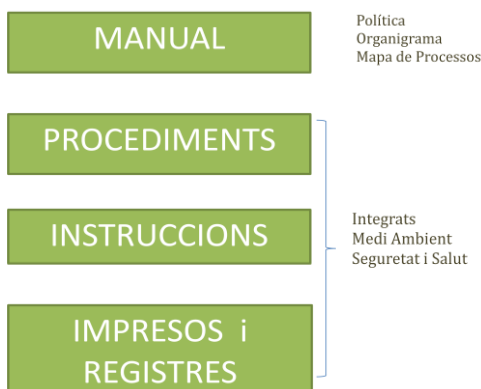 MANUAL
Política
Organigrama
Mapa de Processos
PROCEDIMENTS
INSTRUCCIONS
Integrats
Medi Ambient
Seguretat i Salut
IMPRESOS i
REGISTRES